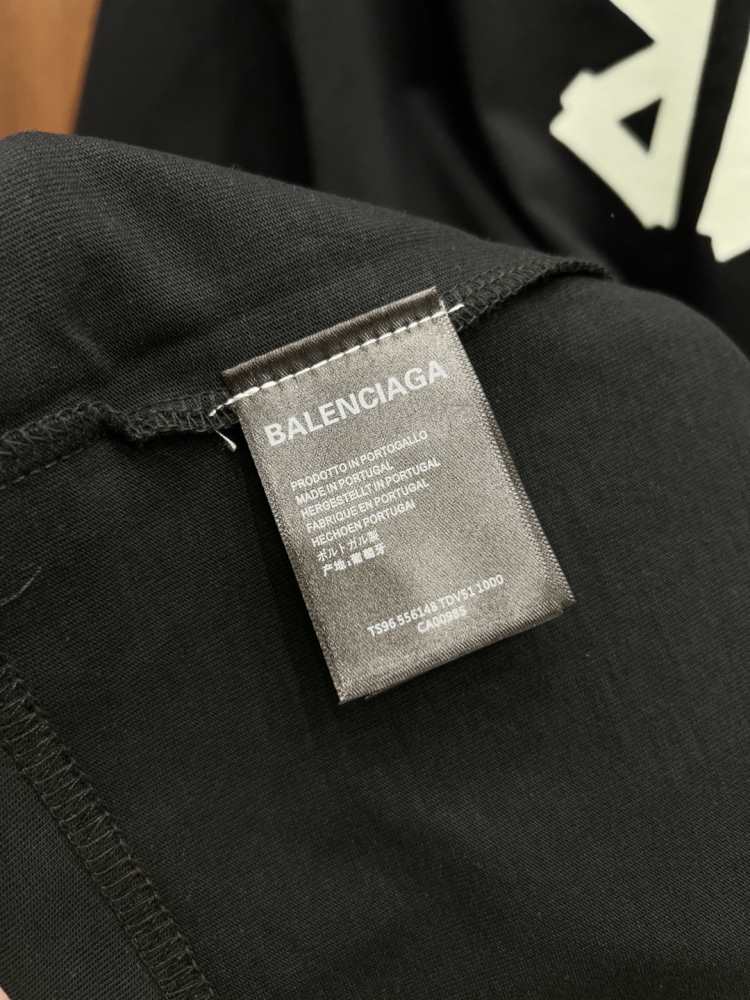 BALENCIAGA
PRODOTTO IN PORTOGALLO
MADE IN PORTUGAL
HERGESTELLT IN PORTUGAL
FABRIQUE EN PORTUGAL
HECHOEN PORTUGAI
ポルトガル製
产地:葡萄牙
TS96 556148 TDV51 1000
CA00985